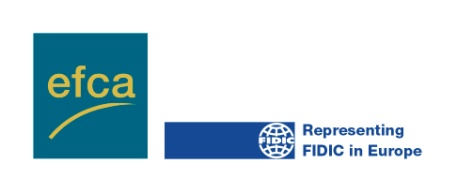 efca
FIDIC
Representing
FIDIC in Europe